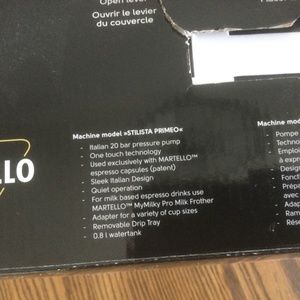 Open lever
Ouvrir le levier
du couvercle
LLO
Machine model »STILISTA PRIMEO«
- Italian 20 bar pressure pump
- One touch technology
- Used exclusively with MARTELLO™
espresso capsules (patent)
- Sleek Italian Design
- Quiet operation
- For milk based espresso drinks use
MARTELLO™ MyMilky Pro Milk Frother
- Adapter for a variety of cup sizes
- Removable Drip Tray
- 0.8 l watertank
Machine mod
- Pompe
- Techno
- Emplo
à expr
- Design
- Fonct
- Prépa
avec
- Adap
- Ram
- Rése